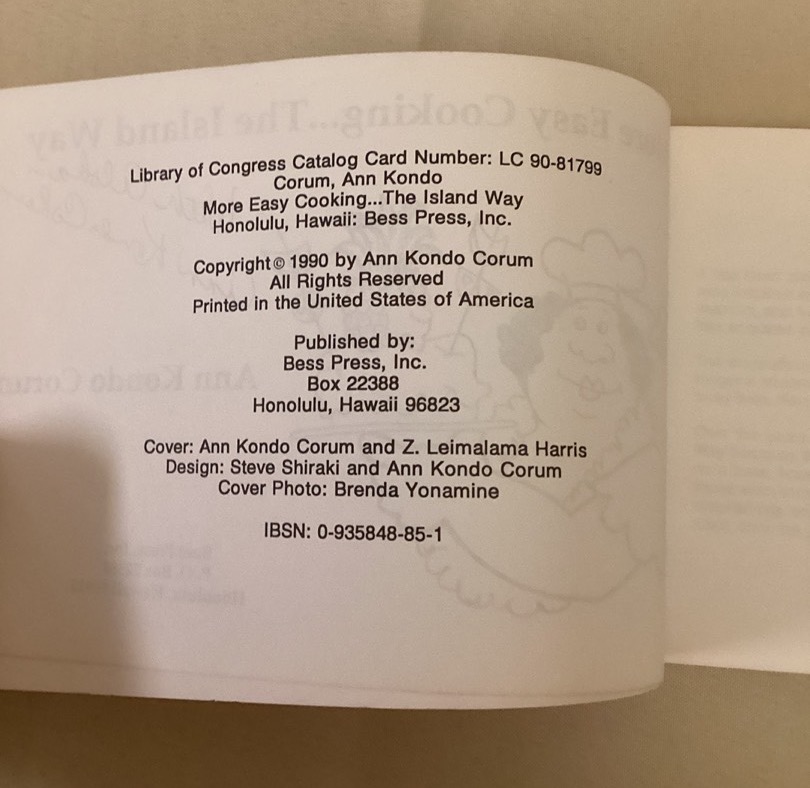 Library of Congress Catalog Card Number: LC 90-81799
Corum, Ann Kondo
More Easy Cooking...The Island Way
Honolulu, Hawaii: Bess Press, Inc.
Copyright© 1990 by Ann Kondo Corum
All Rights Reserved
Printed in the United States of America
Published by:
Bess Press, Inc.
Box 22388
Honolulu, Hawaii 96823
Cover: Ann Kondo Corum and Z. Leimalama Harris
Design: Steve Shiraki and Ann Kondo Corum
Cover Photo: Brenda Yonamine
IBSN: 0-935848-85-1